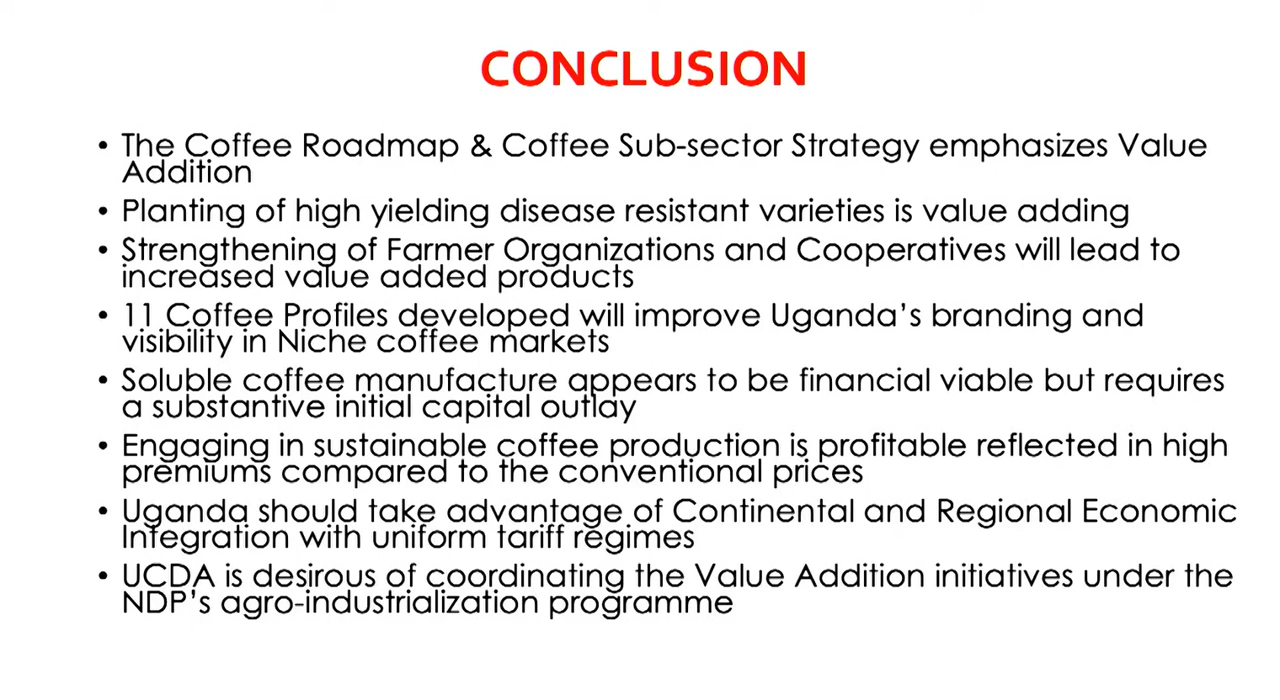 CONCLUSION
• The Coffee Roadmap & Coffee Sub-sector Strategy emphasizes Value
Addition
• Planting of high yielding disease resistant varieties is value adding
• Strengthening of Farmer Organizations and Cooperatives will lead to
increased value added products
• 11 Coffee Profiles developed will improve Uganda's branding and
visibility in Niche coffee markets
• Soluble coffee manufacture appears to be financial viable but requires
a substantive initial capital outlay
• Engaging in sustainable coffee production is profitable reflected in high
premiums compared to the conventional prices
• Uganda should take advantage of Continental and Regional Economic
Integration with uniform tariff regimes
• UCDA is desirous of coordinating the Value Addition initiatives under the
NDP's agro-industrialization programme